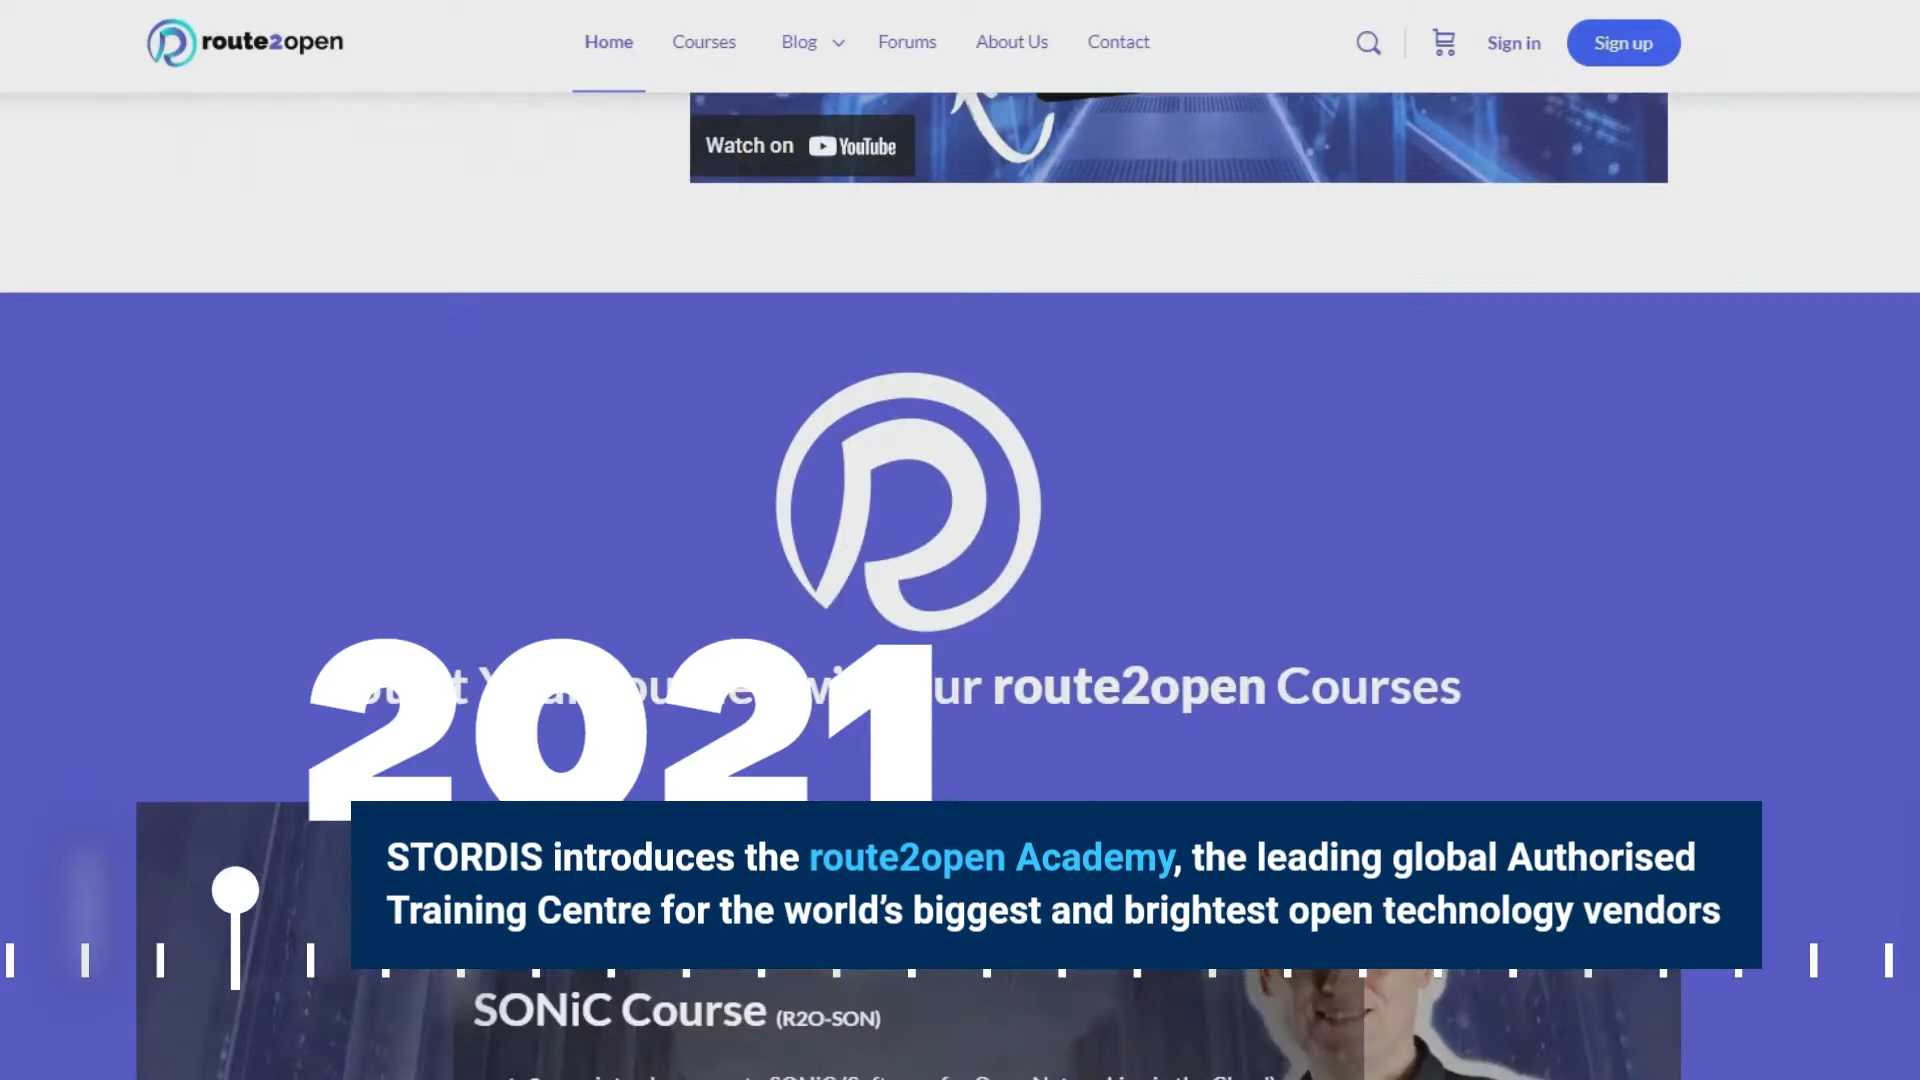 route2open
Home Courses Blog Forums About Us Contact
Sign in Sign up
Watch on YouTube
route2open Courses
2021
STORDIS introduces the route2open Academy, the leading global Authorised
Training Centre for the world’s biggest and brightest open technology vendors
SONiC Course (R2O-SON)